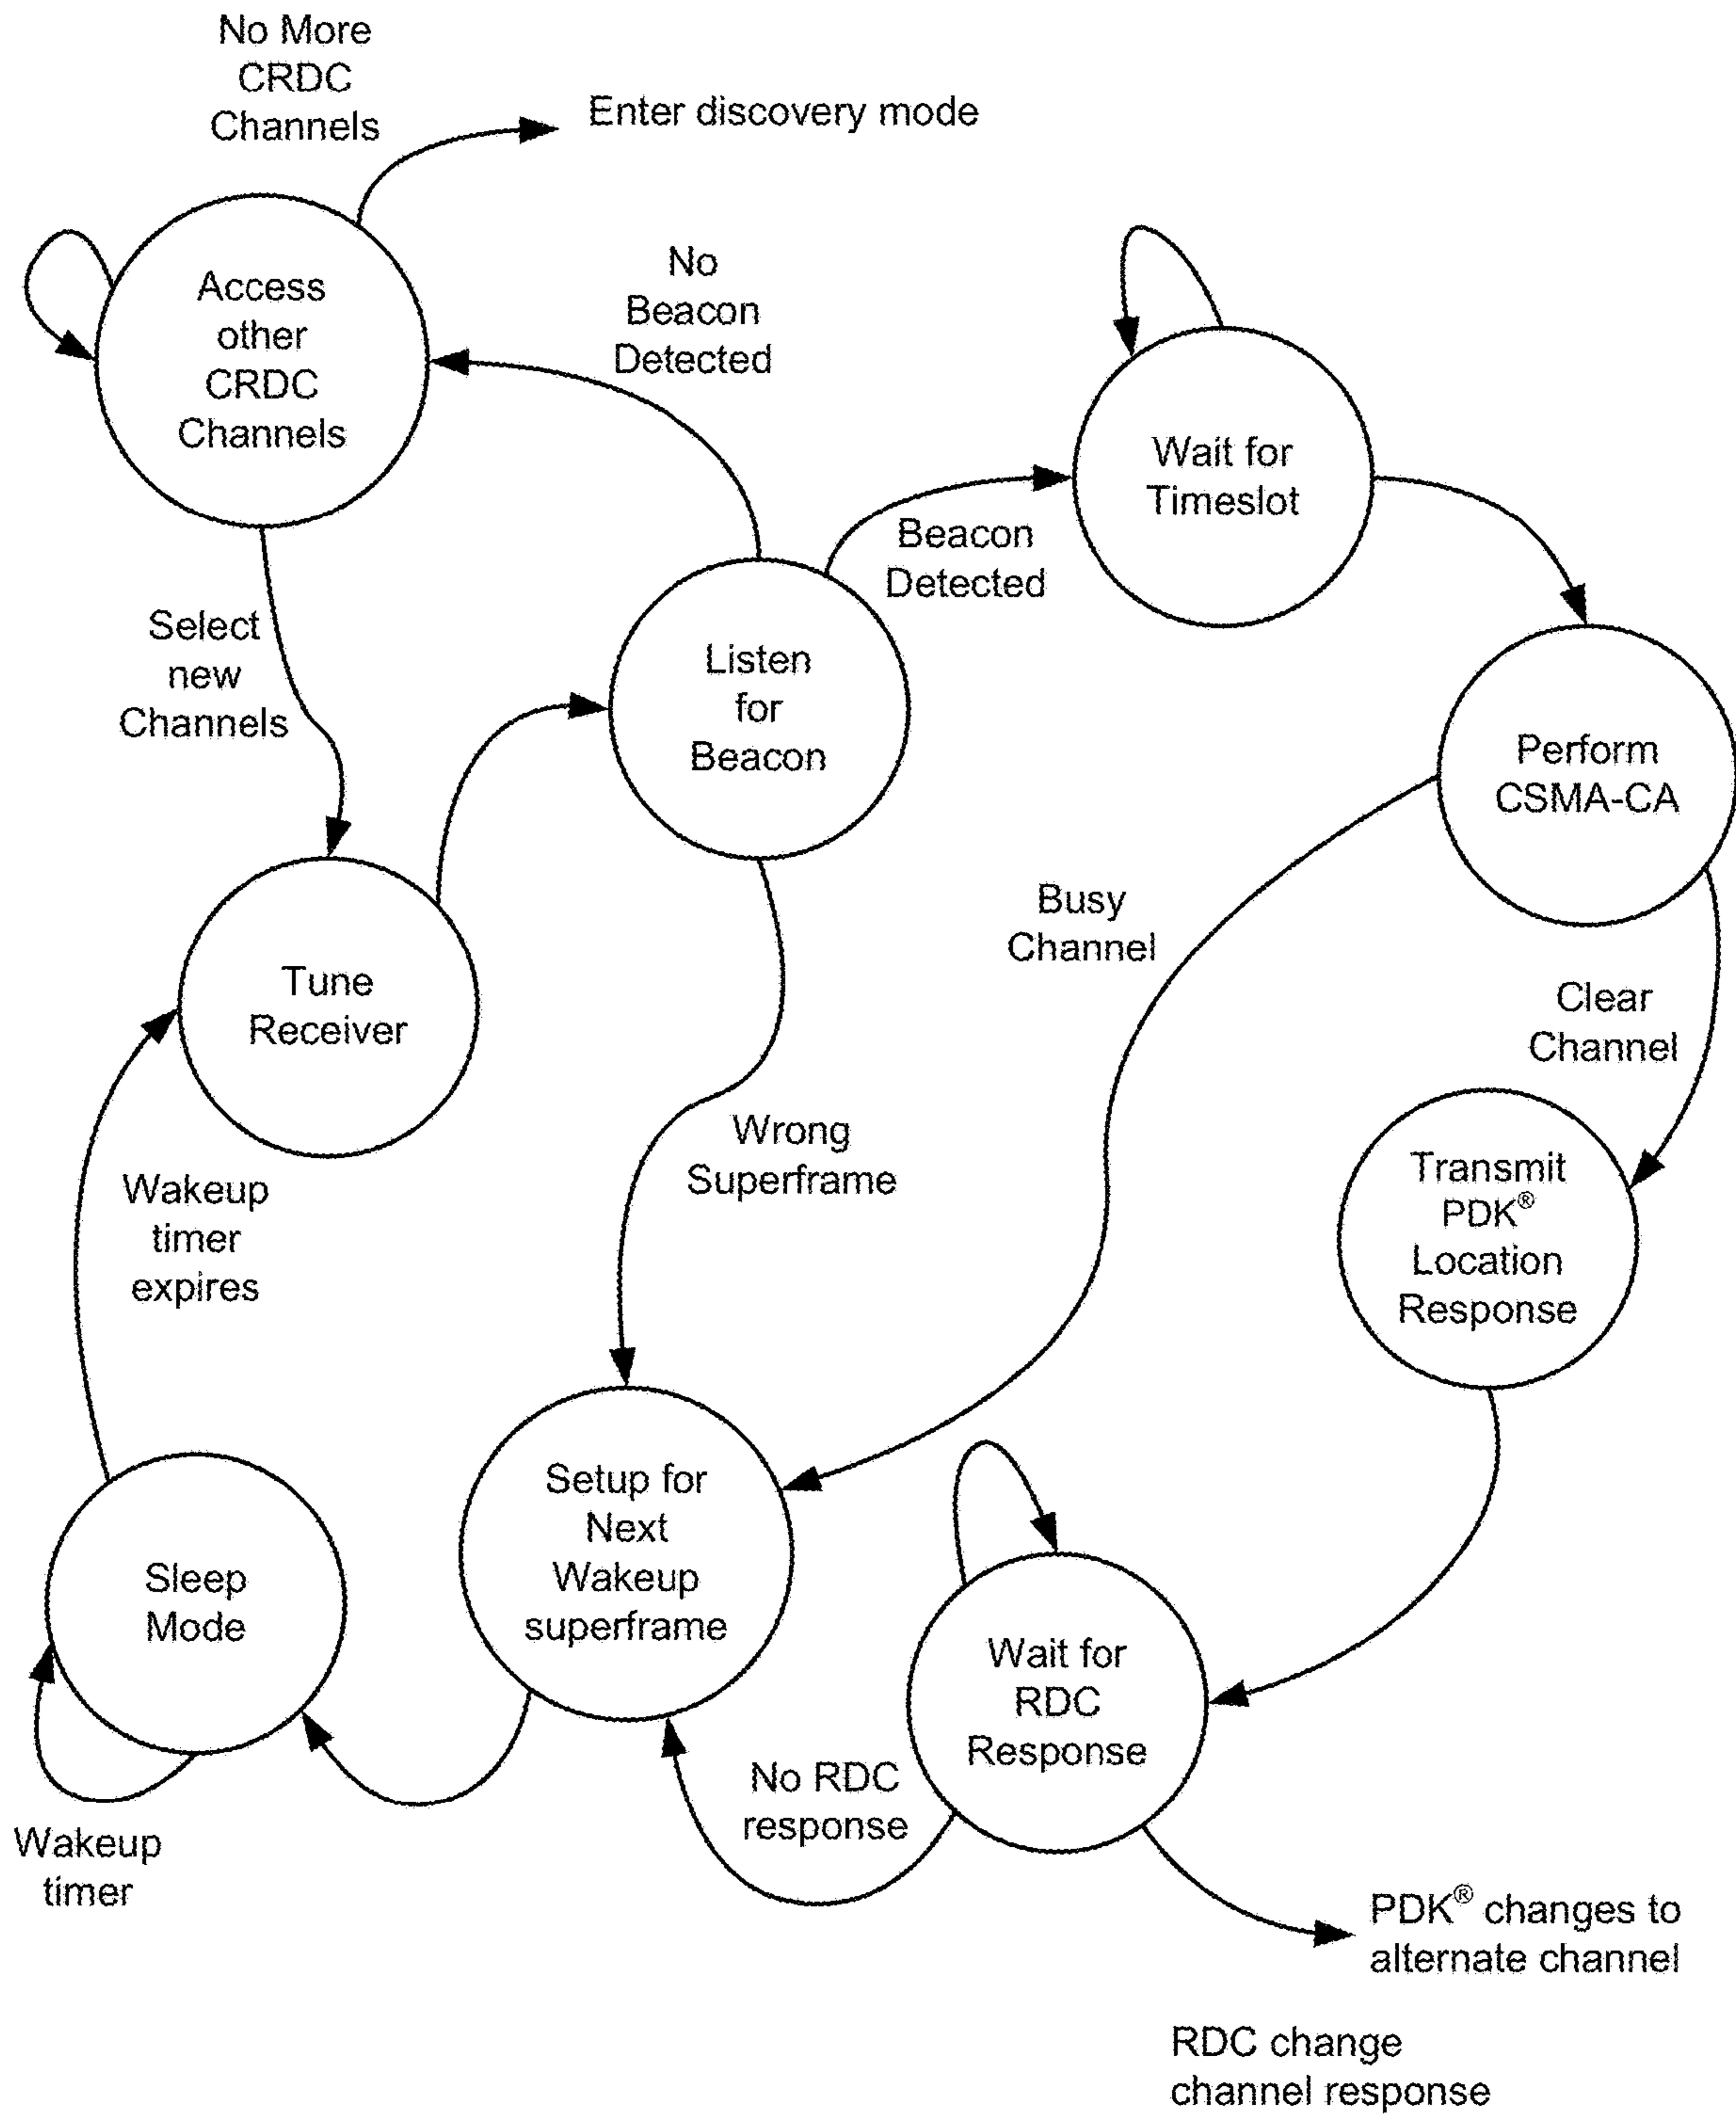 No More
CRDC
Channels
Enter discovery mode
Access
other
CRDC
Channels
No
Beacon
Detected
Wait for
Timeslot
Beacon
Detected
Select
new
Channels
Listen
for
Beacon
Perform
CSMA-CA
Busy
Channel
Tune
Receiver
Clear
Channel
Wrong
Superframe
Wakeup
timer
expires
Transmit
PDK®
Location
Response
Setup for
Next
Wakeup
superframe
Sleep
Mode
Wait for
RDC
Response
No RDC
response
Wakeup
timer
PDK® changes to
alternate channel
RDC change
channel response